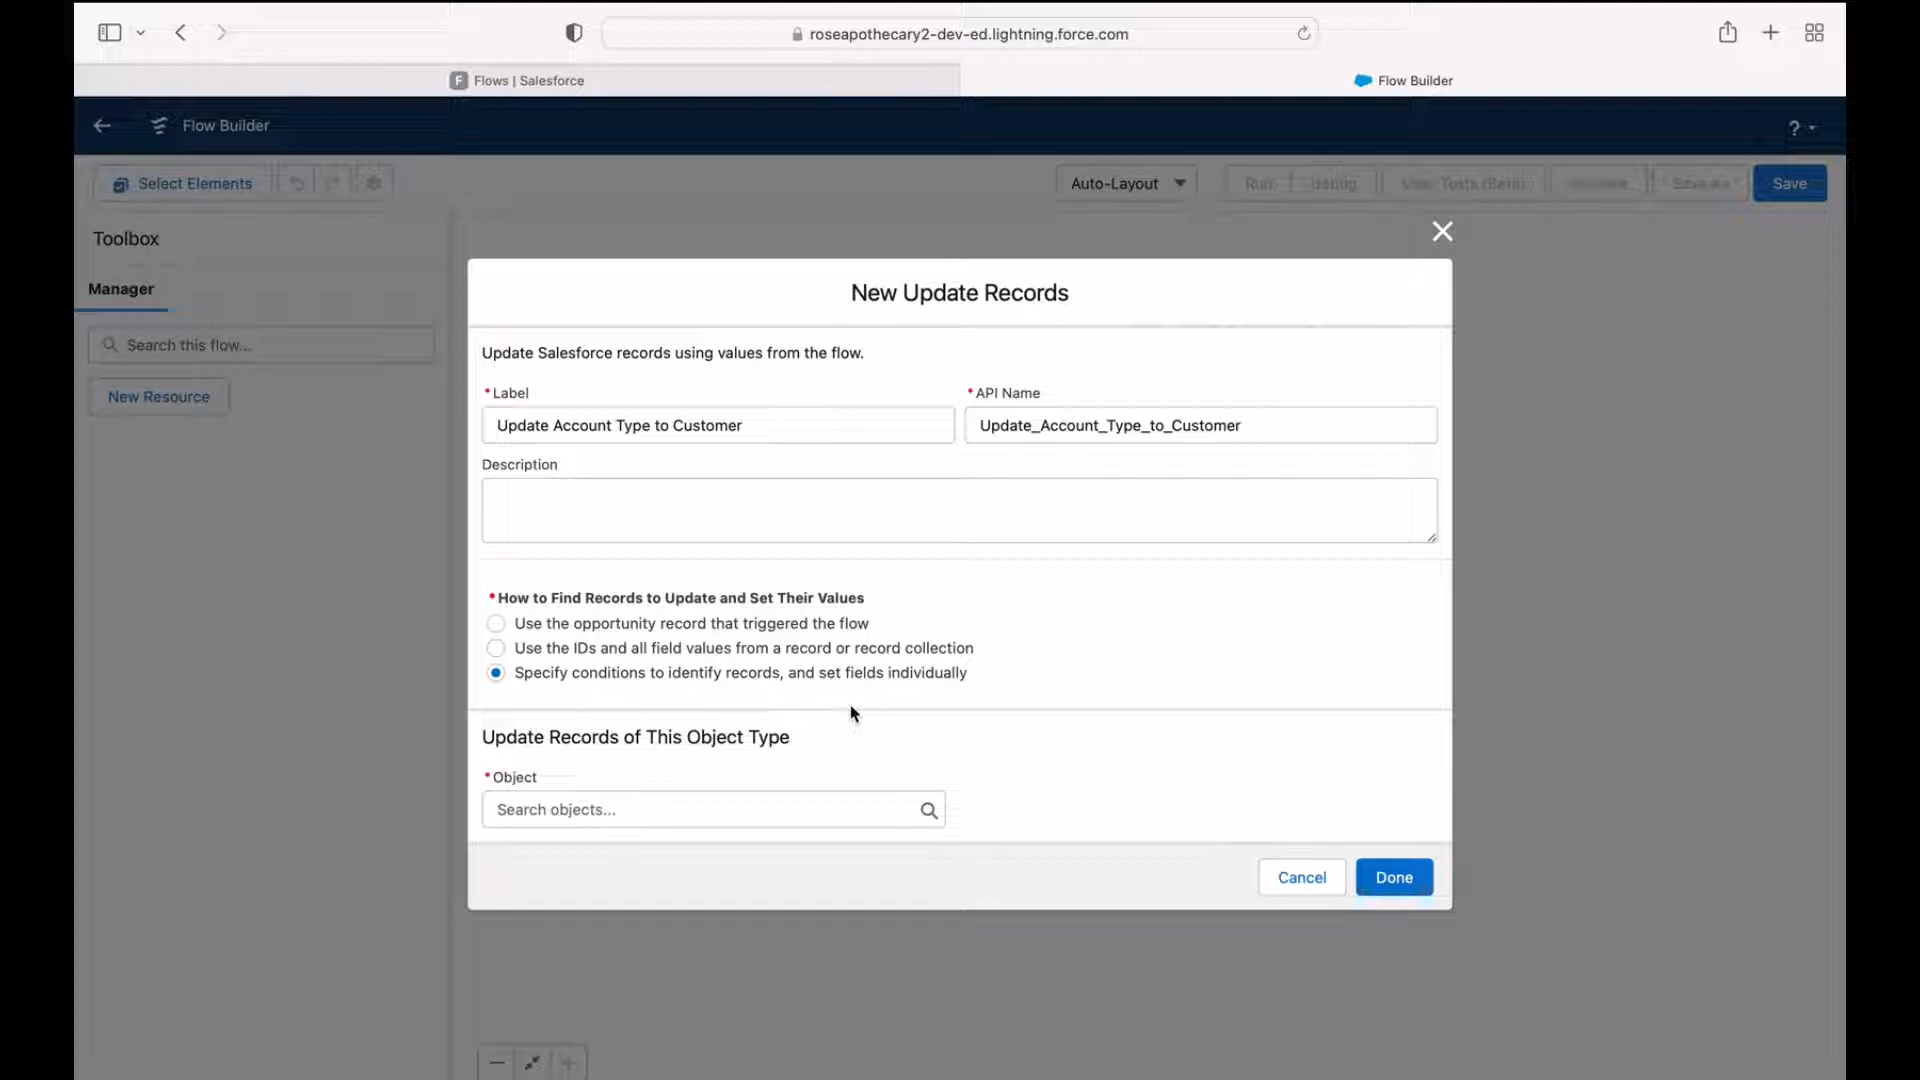 roseapothecary2-dev-ed.lightning.force.com
Flows | Salesforce
Flow Builder
Flow Builder
?
Select Elements
Auto-Layout
Run
Debug
View Tests (Beta)
Save
Toolbox
Manager
Search this flow...
New Resource
New Update Records
Update Salesforce records using values from the flow.
*Label
*API Name
Update Account Type to Customer
Update_Account_Type_to_Customer
Description
*How to Find Records to Update and Set Their Values
Use the opportunity record that triggered the flow
Use the IDs and all field values from a record or record collection
Specify conditions to identify records, and set fields individually
Update Records of This Object Type
*Object
Search objects...
Cancel
Done